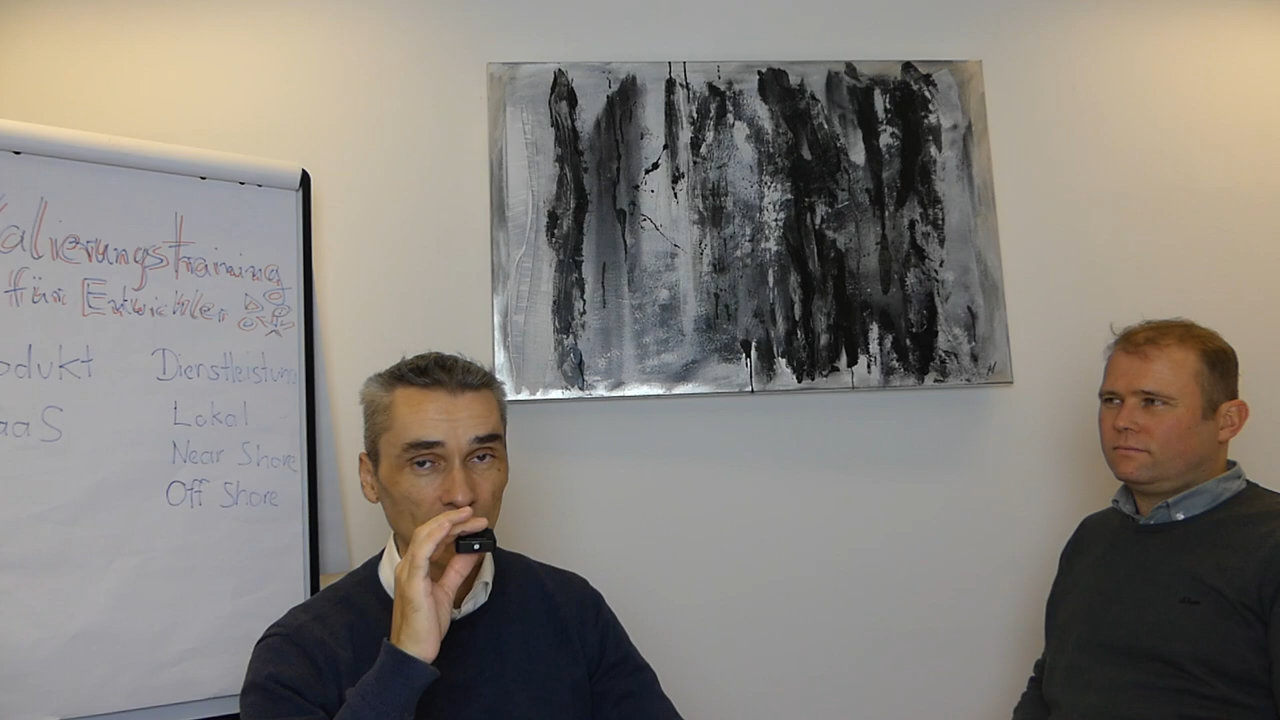 alierungstraining
für Entwickler
odukt Dienstleistung
aaS Lokal
Near Shore
Off Shore